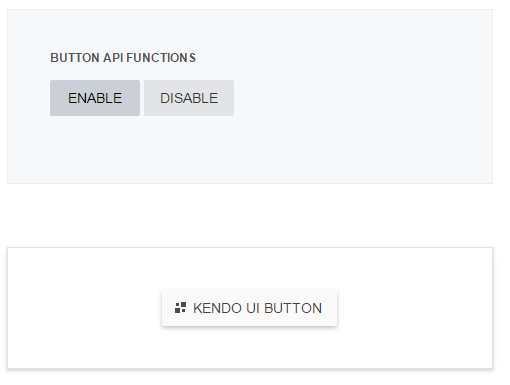 BUTTON API FUNCTIONS
ENABLE DISABLE
KENDO UI BUTTON